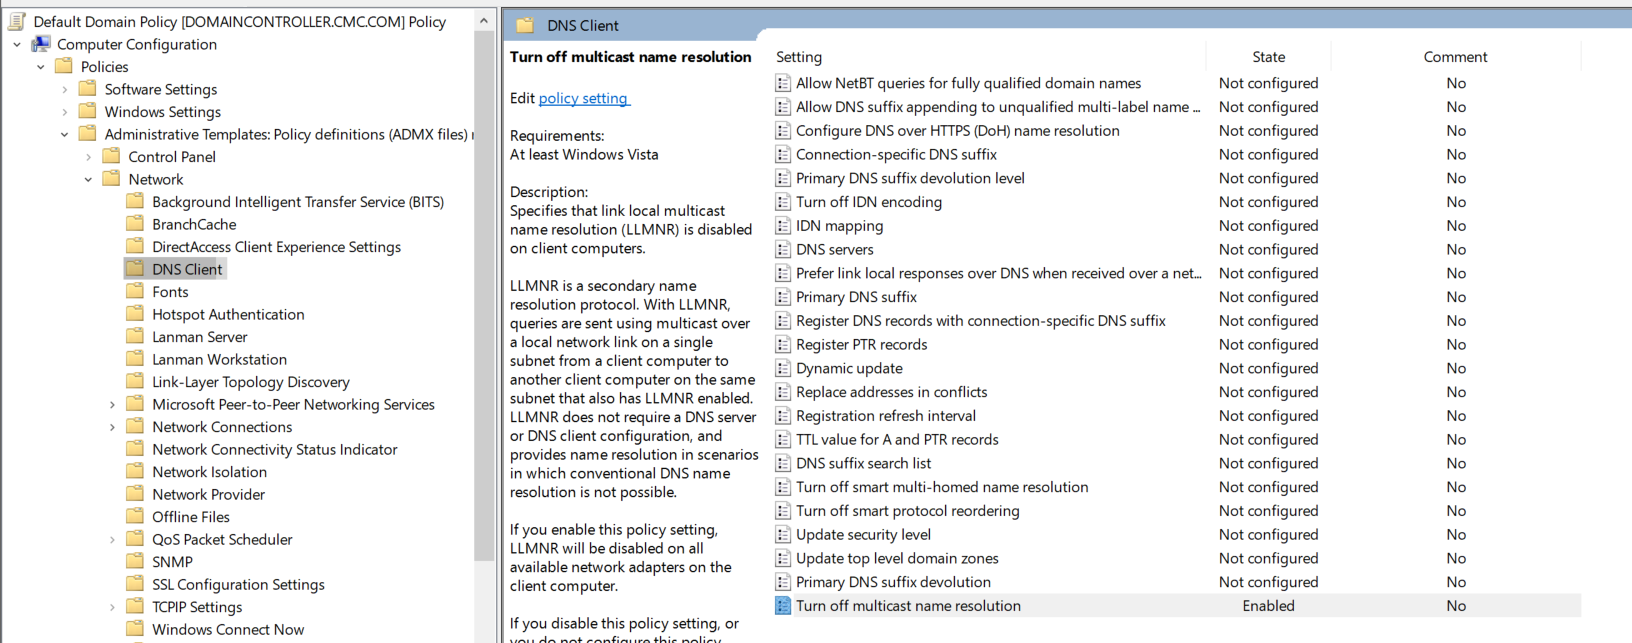 Default Domain Policy [DOMAINCONTROLLER.CMC.COM] Policy
Computer Configuration
Policies
Software Settings
Windows Settings
Administrative Templates: Policy definitions (ADMX files) r
Control Panel
Network
Background Intelligent Transfer Service (BITS)
BranchCache
DirectAccess Client Experience Settings
DNS Client
Fonts
Hotspot Authentication
Lanman Server
Lanman Workstation
Link-Layer Topology Discovery
Microsoft Peer-to-Peer Networking Services
Network Connections
Network Connectivity Status Indicator
Network Isolation
Network Provider
Offline Files
QoS Packet Scheduler
SNMP
SSL Configuration Settings
TCPIP Settings
Windows Connect Now
DNS Client
Turn off multicast name resolution
Edit policy setting
Requirements:
At least Windows Vista
Description:
Specifies that link local multicast
name resolution (LLMNR) is disabled
on client computers.
LLMNR is a secondary name
resolution protocol. With LLMNR,
queries are sent using multicast over
a local network link on a single
subnet from a client computer to
another client computer on the same
subnet that also has LLMNR enabled.
LLMNR does not require a DNS server
or DNS client configuration, and
provides name resolution in scenarios
in which conventional DNS name
resolution is not possible.
If you enable this policy setting,
LLMNR will be disabled on all
available network adapters on the
client computer.
If you disable this policy setting, or
you do not configure this policy
Setting State Comment
Allow NetBT queries for fully qualified domain names Not configured No
Allow DNS suffix appending to unqualified multi-label name ... Not configured No
Configure DNS over HTTPS (DoH) name resolution Not configured No
Connection-specific DNS suffix Not configured No
Primary DNS suffix devolution level Not configured No
Turn off IDN encoding Not configured No
IDN mapping Not configured No
DNS servers Not configured No
Prefer link local responses over DNS when received over a net... Not configured No
Primary DNS suffix Not configured No
Register DNS records with connection-specific DNS suffix Not configured No
Register PTR records Not configured No
Dynamic update Not configured No
Replace addresses in conflicts Not configured No
Registration refresh interval Not configured No
TTL value for A and PTR records Not configured No
DNS suffix search list Not configured No
Turn off smart multi-homed name resolution Not configured No
Turn off smart protocol reordering Not configured No
Update security level Not configured No
Update top level domain zones Not configured No
Primary DNS suffix devolution Not configured No
Turn off multicast name resolution Enabled No